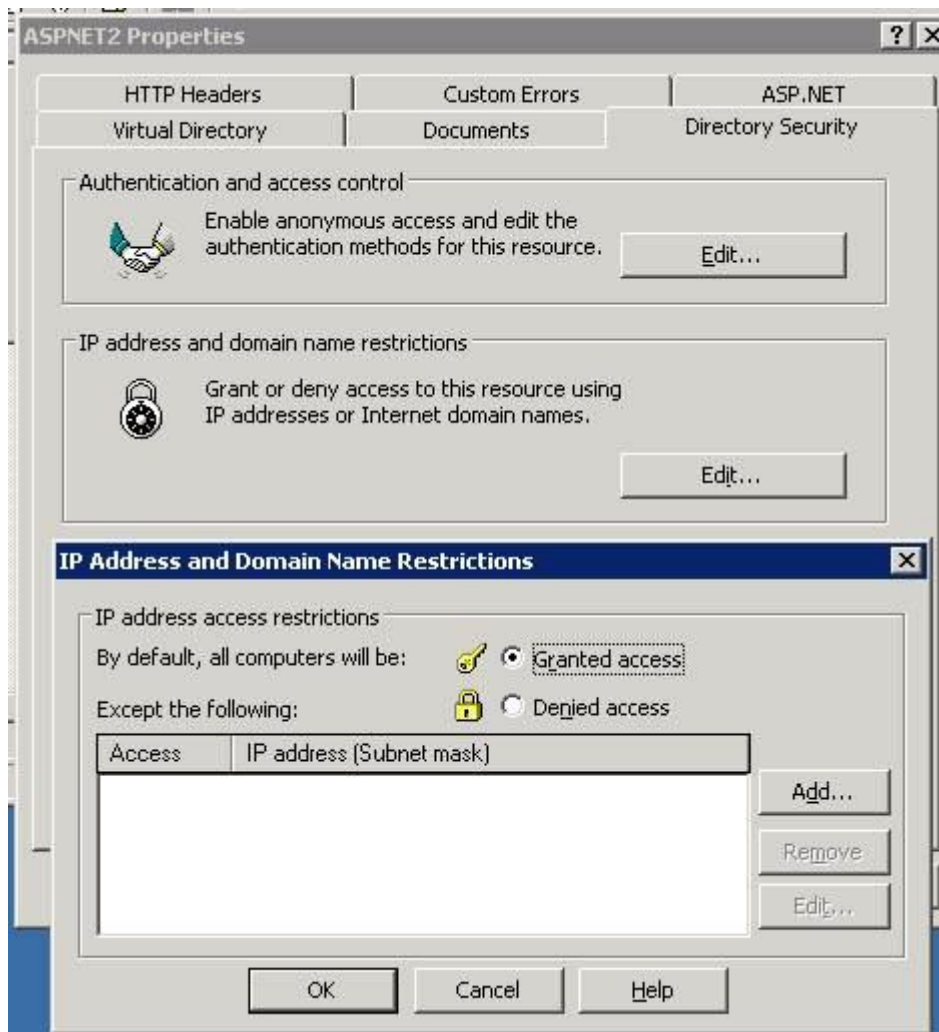 ASPNET2 Properties
HTTP Headers
Custom Errors
ASP.NET
Virtual Directory
Documents
Directory Security
Authentication and access control
Enable anonymous access and edit the
authentication methods for this resource.
Edit...
IP address and domain name restrictions
Grant or deny access to this resource using
IP addresses or Internet domain names.
Edit...
IP Address and Domain Name Restrictions
IP address access restrictions
By default, all computers will be:
Granted access
Except the following:
Denied access
Access
IP address (Subnet mask)
Add...
Remove
Edit...
OK
Cancel
Help